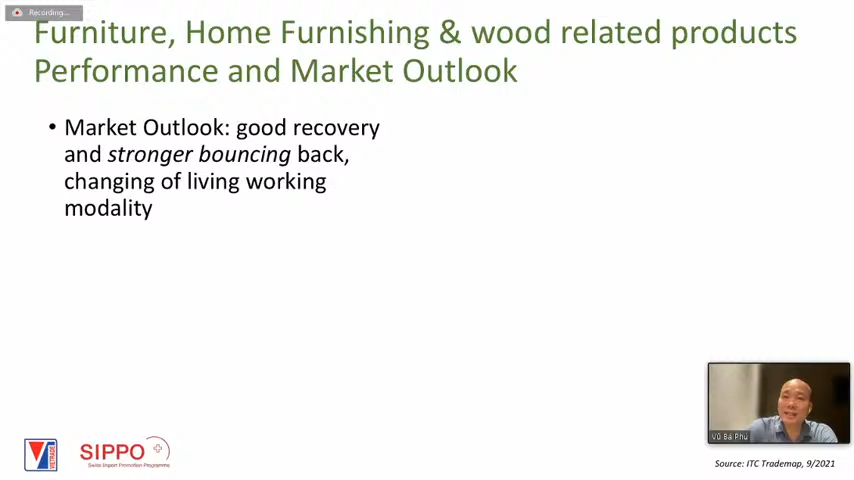 Recording...
Furniture, Home Furnishing & wood related products
Performance and Market Outlook
• Market Outlook: good recovery
and stronger bouncing back,
changing of living working
modality
Vũ Bá Phú
VIETRADE
SIPPO
Swiss Import Promotion Programme
Source: ITC Trademap, 9/2021